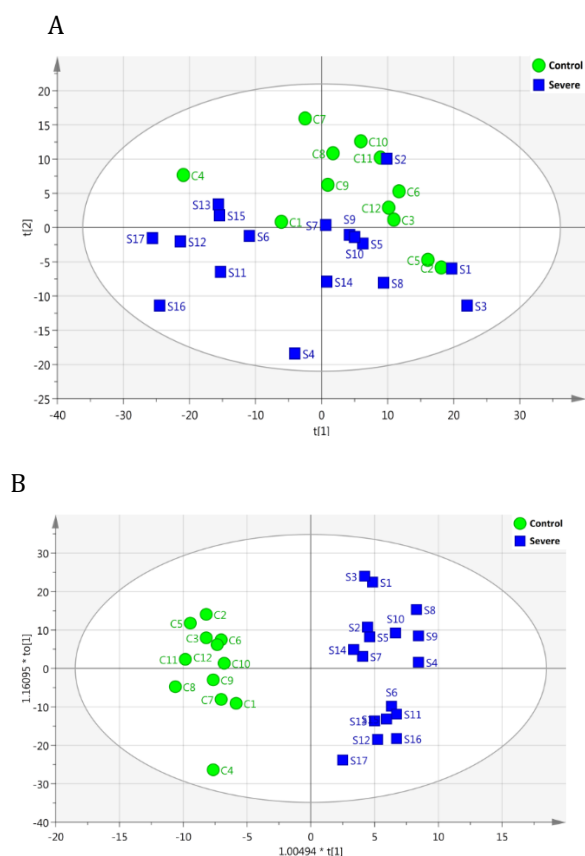 A
Control
Severe
20
15
10
5
0
-5
-10
-15
-20
-25
t[2]
C7
C10
C8
C11
S2
C4
C9
C6
S13
C12
S15
C1
C3
S7
S9
S17
S12
S6
S5
S10
C5
C2
S1
S11
S14
S8
S16
S3
S4
-40 -30 -20 -10 0 10 20 30
t[1]
B
Control
Severe
30
20
10
0
-10
-20
-30
-40
1.16095 * to[1]
S3
S1
C2
S8
C5
S2
S10
C3
C6
S5
S9
C11
C12
C10
S14
S7
S4
C9
C8
S6
C7
C1
S11
S13
S12
S16
C4
S17
-20 -15 -10 -5 0 5 10 15
1.00494 * t[1]